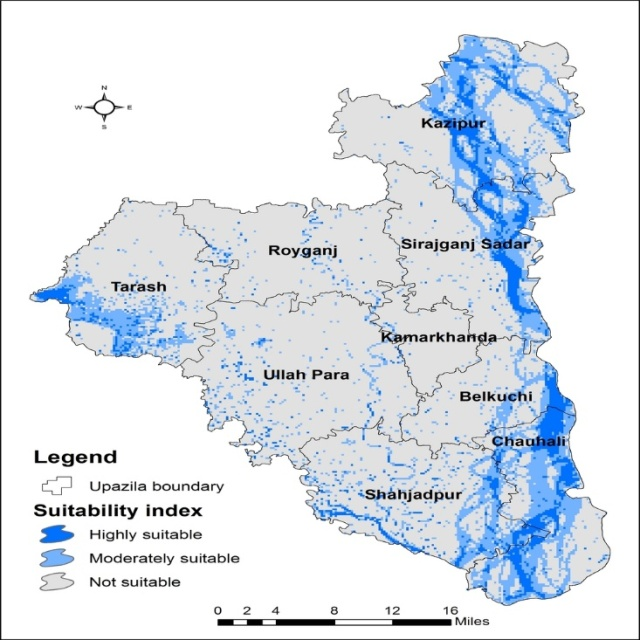 N
W E
S
Kazipur
Sirajganj Sadar
Royganj
Tarash
Kamarkhanda
Ullah Para
Belkuchi
Chauhali
Shahjadpur
Legend
Upazila boundary
Suitability index
Highly suitable
Moderately suitable
Not suitable
0 2 4 8 12 16
Miles